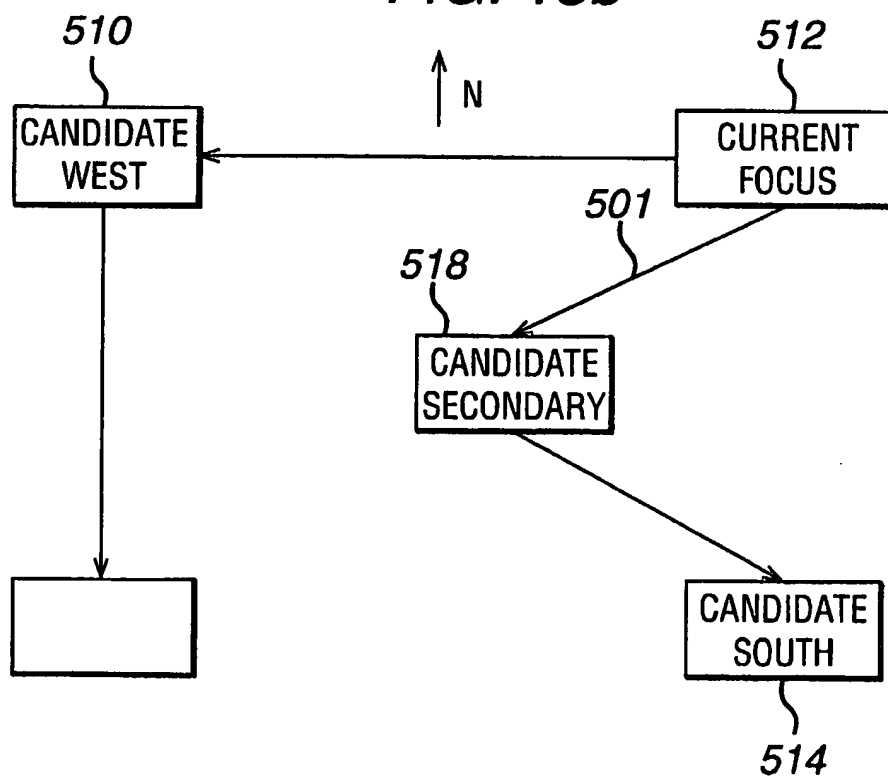 510
512
N
CANDIDATE
WEST
CURRENT
FOCUS
501
518
CANDIDATE
SECONDARY
CANDIDATE
SOUTH
514